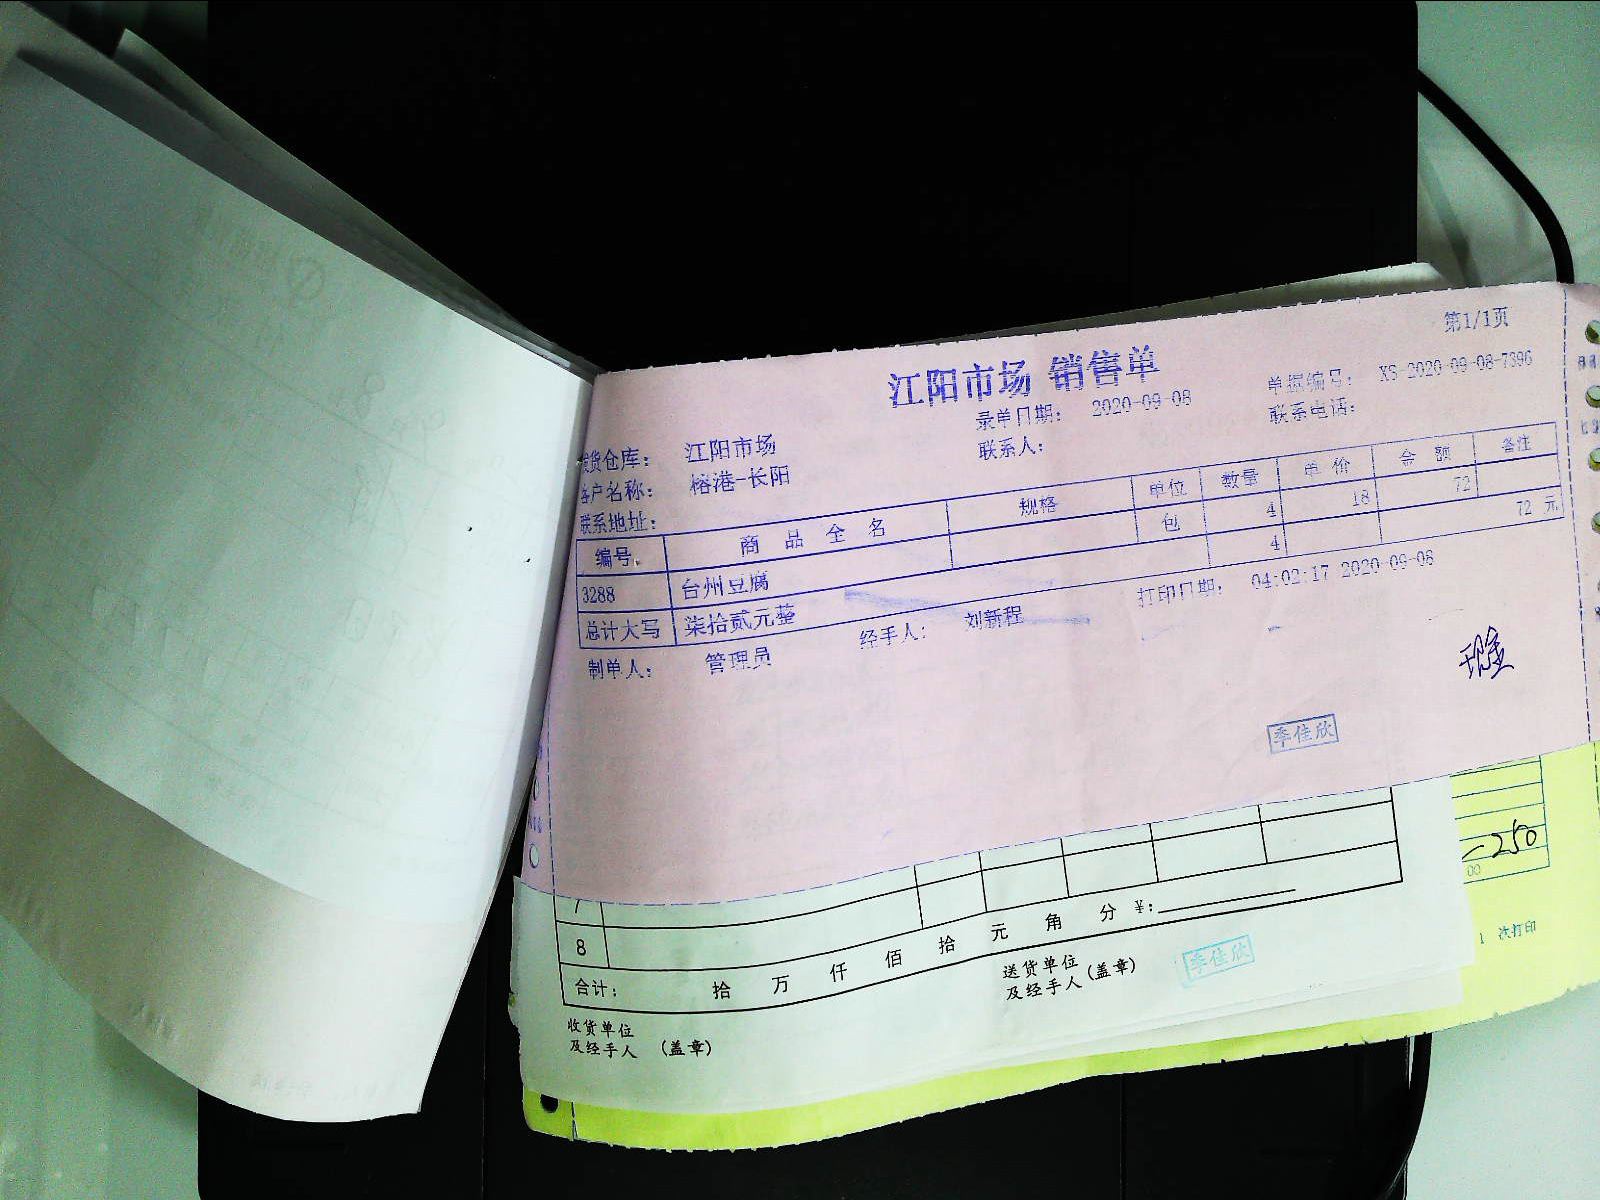 第1/1页
江阳市场 销售单
录单日期： 2020-09-08
单据编号： XS-2020-09-08-7396
发货仓库： 江阳市场
联系人：
联系电话：
客户名称： 榕港-长阳
联系地址：
编号 商品全名 规格 单位 数量 单价 金额 备注
3288 台州豆腐 包 4 18 72
总计大写 柒拾贰元整 4 72 元
制单人： 管理员 经手人： 刘新程 打印日期： 04:02:17 2020-09-08
季佳欣
-250
00
7
8
合计： 拾 万 仟 佰 拾 元 角 分 ¥:
1 次打印
送货单位
及经手人(盖章)
季佳欣
收货单位
及经手人 (盖章)